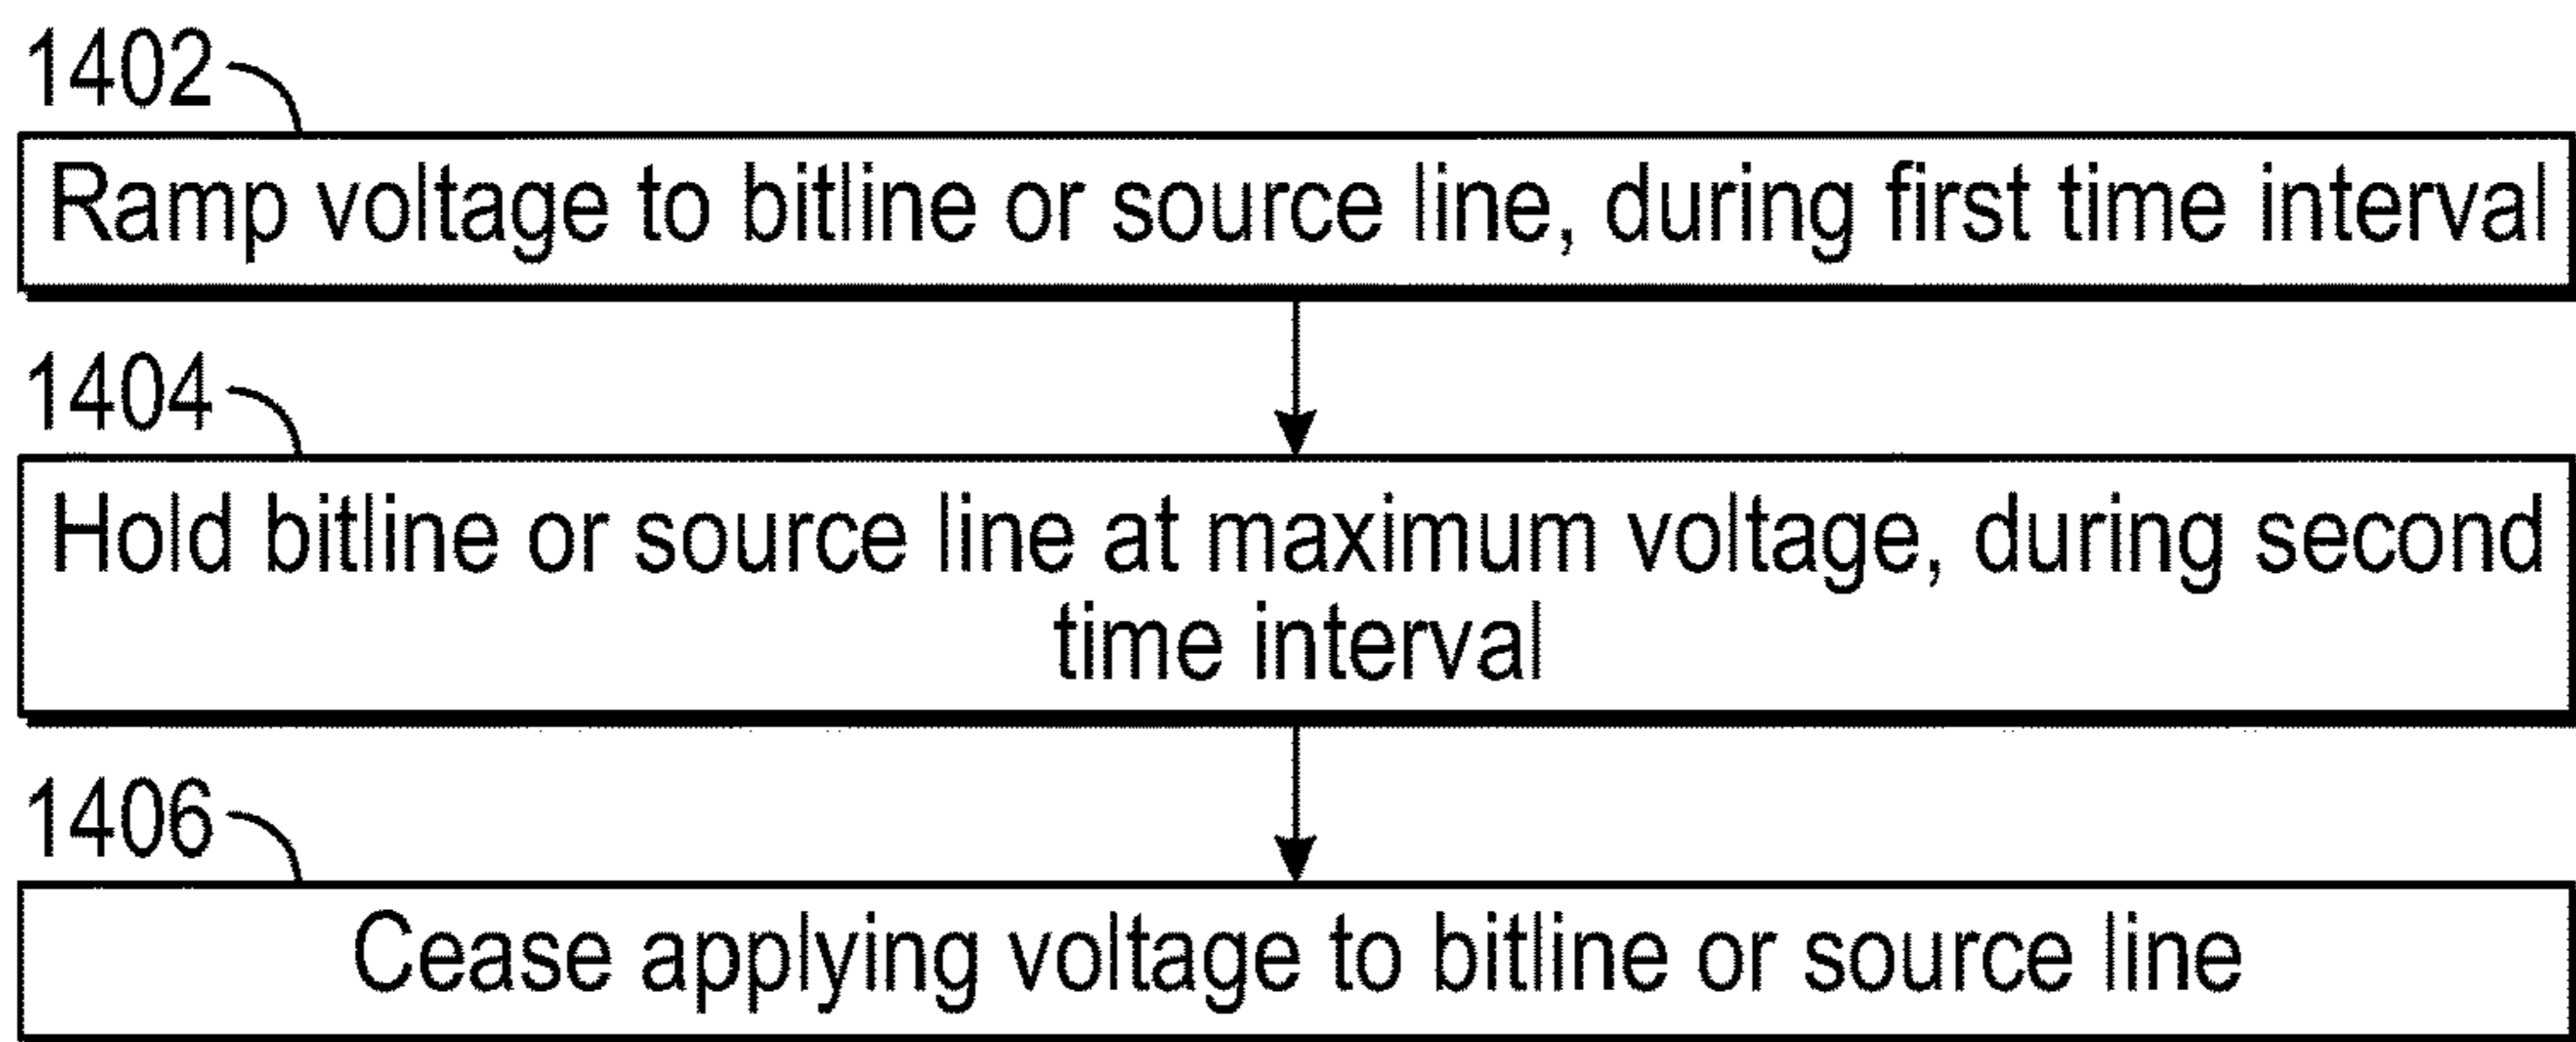 1402
Ramp voltage to bitline or source line, during first time interval
1404
Hold bitline or source line at maximum voltage, during second
time interval
1406
Cease applying voltage to bitline or source line